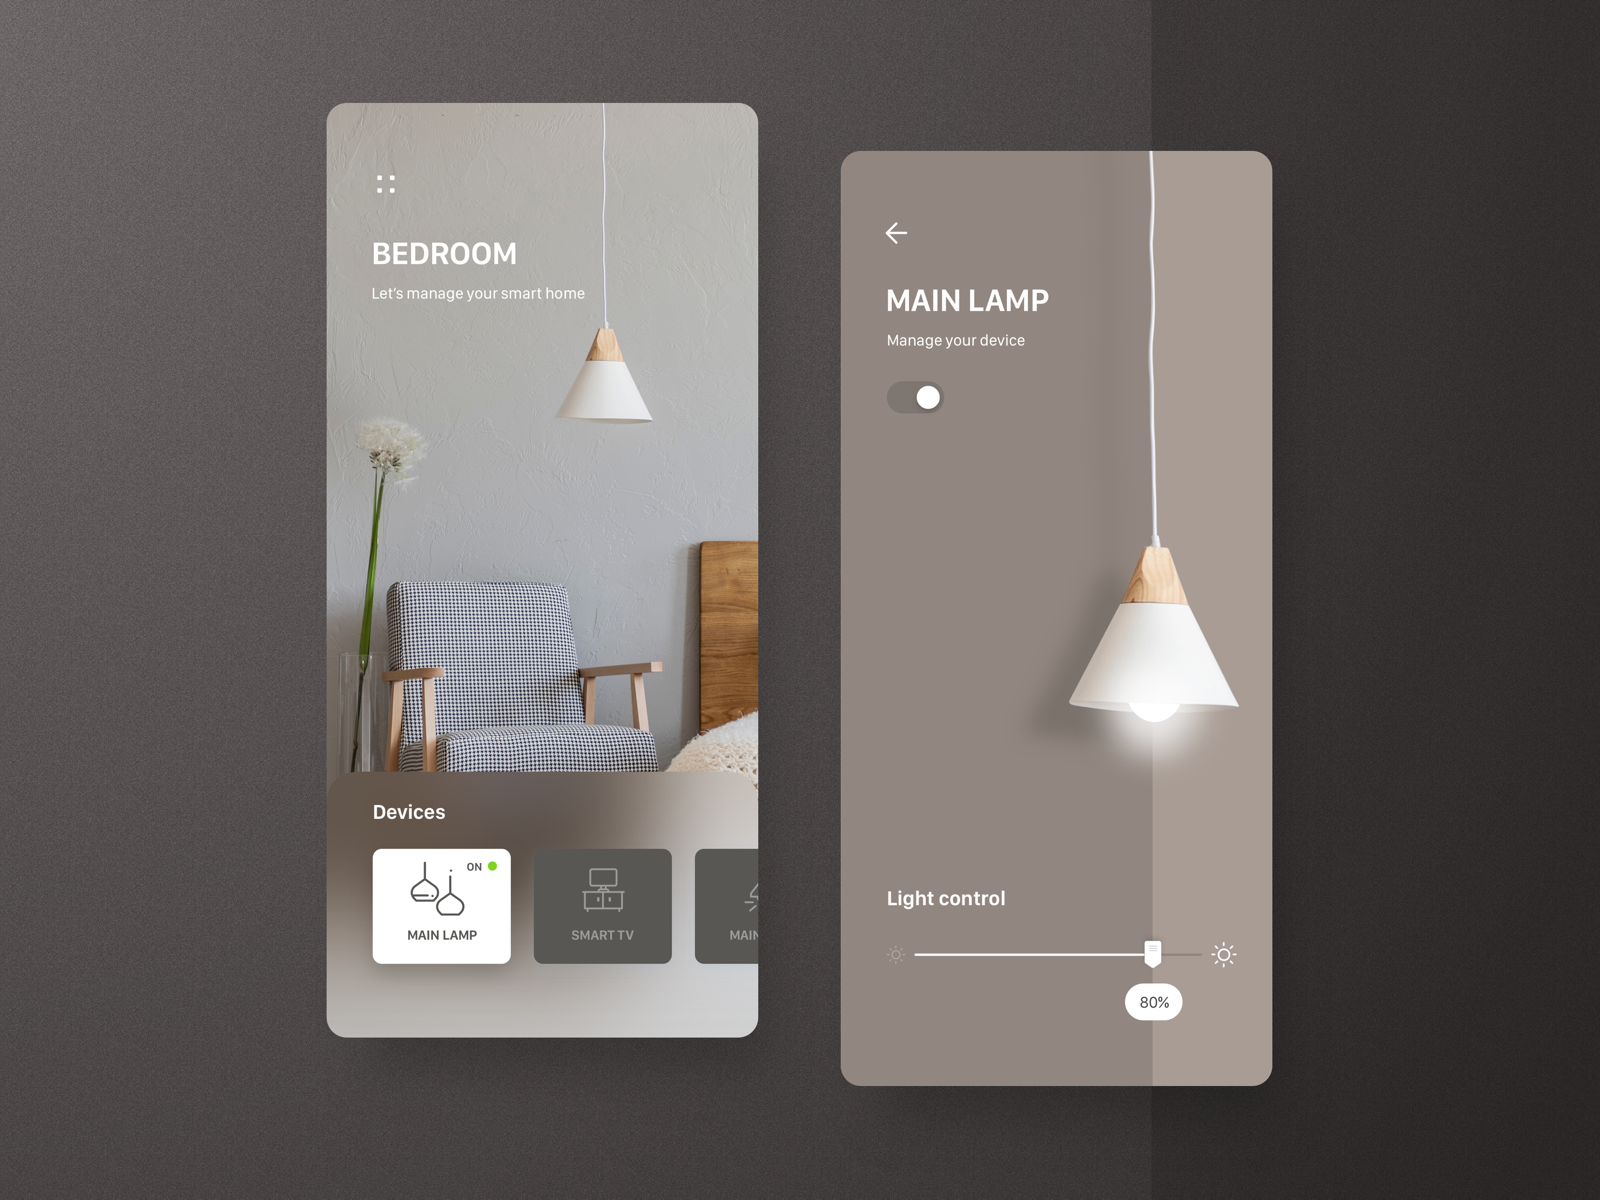 BEDROOM
Let's manage your smart home
Devices
ON
MAIN LAMP
SMART TV
MAIN
MAIN LAMP
Manage your device
Light control
80%